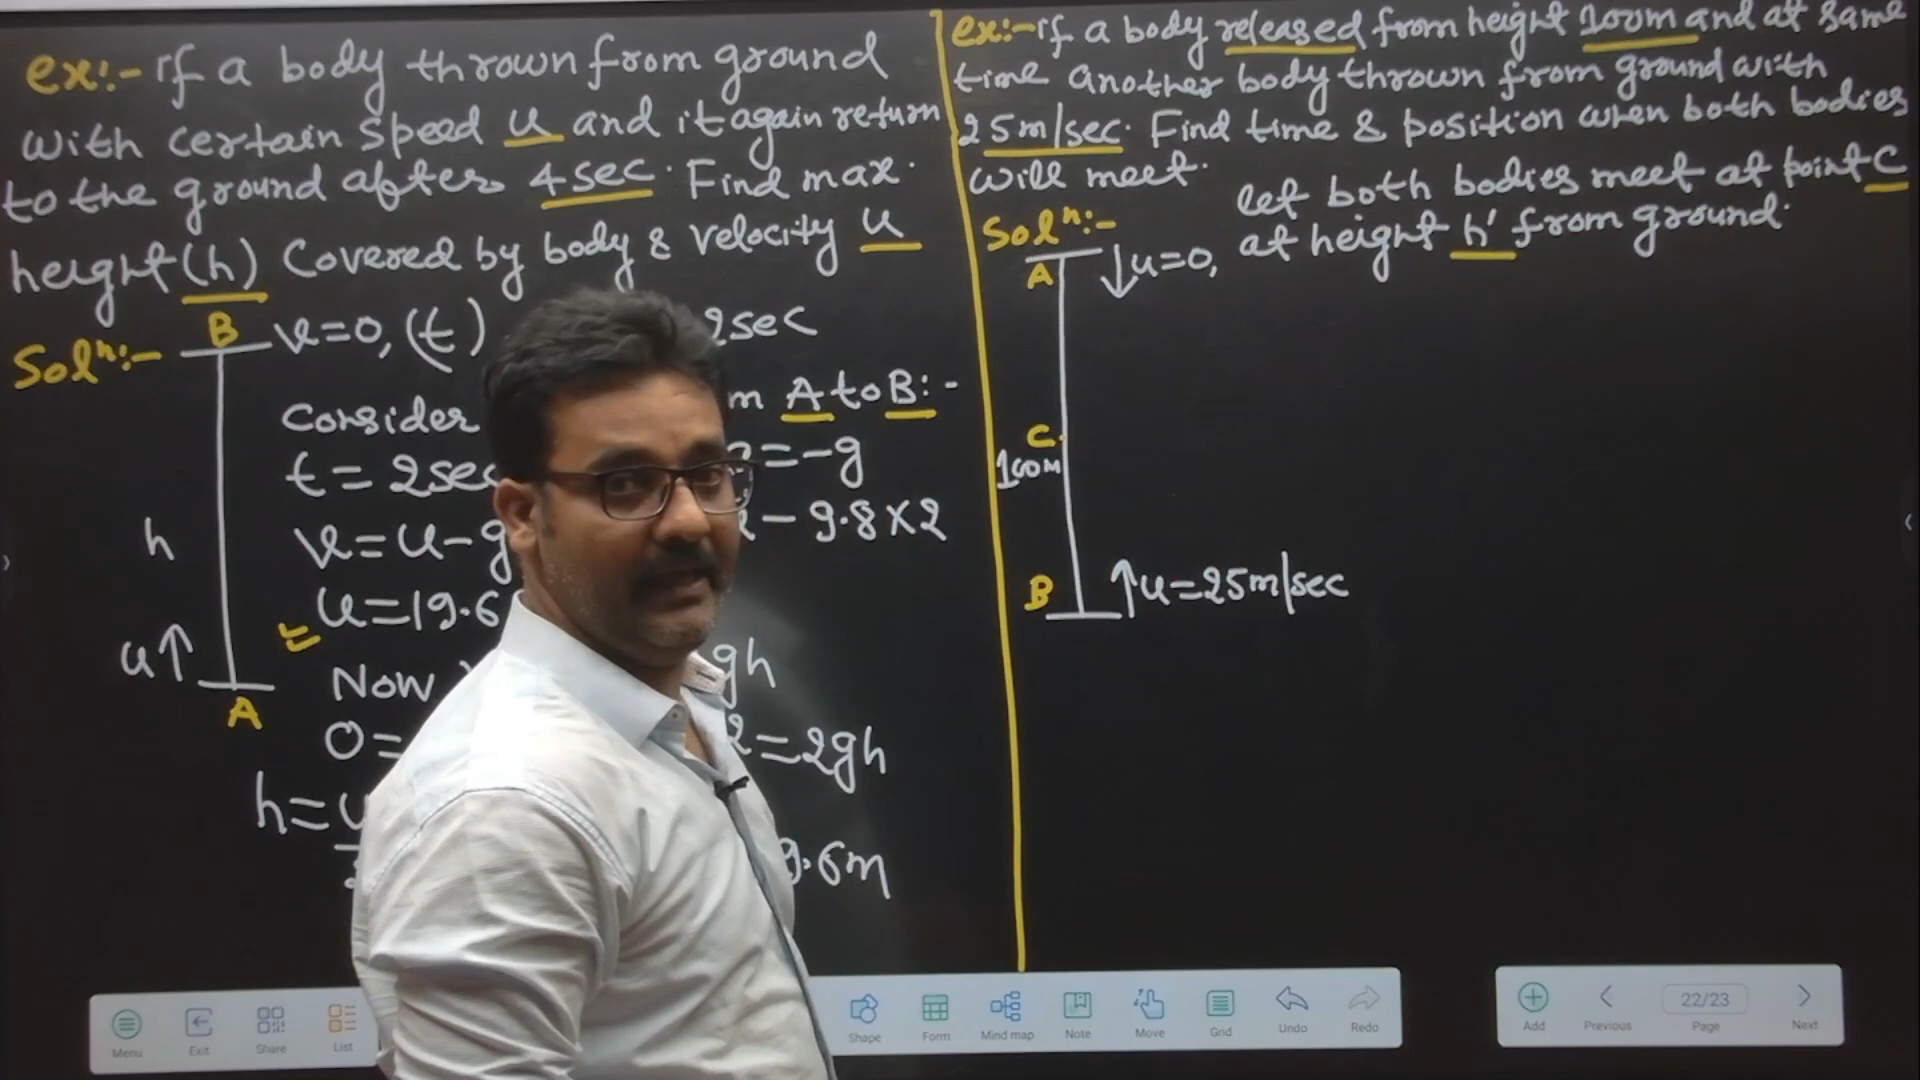 ex:- if a body thrown from ground
with certain speed u and it again return
to the ground after 4sec. Find max.
height (h) Covered by body & velocity u
Solⁿ:-
B
v=0, (t)
2sec
Consider
m A to B:-
t = 2sec
=-g
h
v=u-g
- 9.8×2
u=19.6
u↑
A
Now
gh
0=
2=2gh
h=u
9.6m
ex:- if a body released from height 100m and at same
time another body thrown from ground with
25m/sec. Find time & position when both bodies
will meet.
Solⁿ:-
let both bodies meet at point C
at height h' from ground.
A
↓u=0,
C
100m
B
↑u=25m/sec
Menu
Exit
Share
List
Shape
Form
Mind map
Note
Move
Grid
Undo
Redo
Add
Previous
22/23
Page
Next